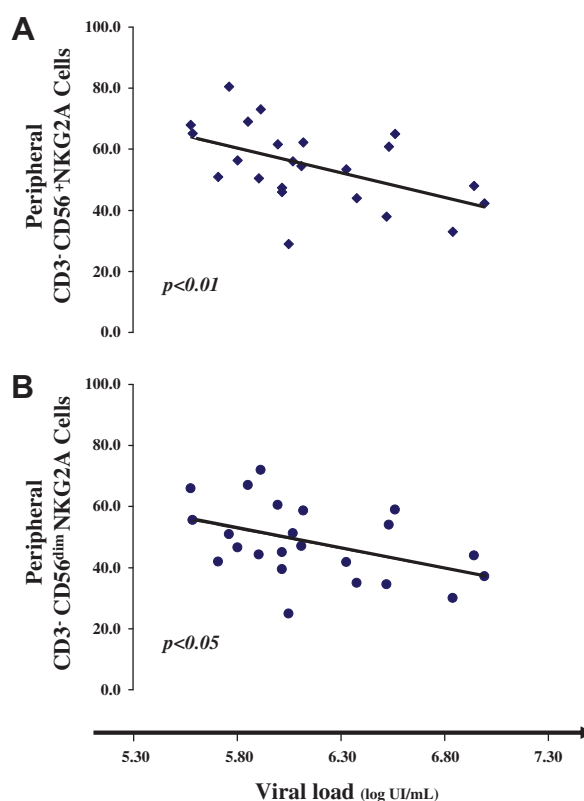 A
Peripheral
CD3- CD56+NKG2A Cells
100.0
80.0
60.0
40.0
20.0
0.0
p<0.01
B
Peripheral
CD3- CD56dim NKG2A Cells
100.0
80.0
60.0
40.0
20.0
0.0
p<0.05
5.30 5.80 6.30 6.80 7.30
Viral load (log UI/mL)